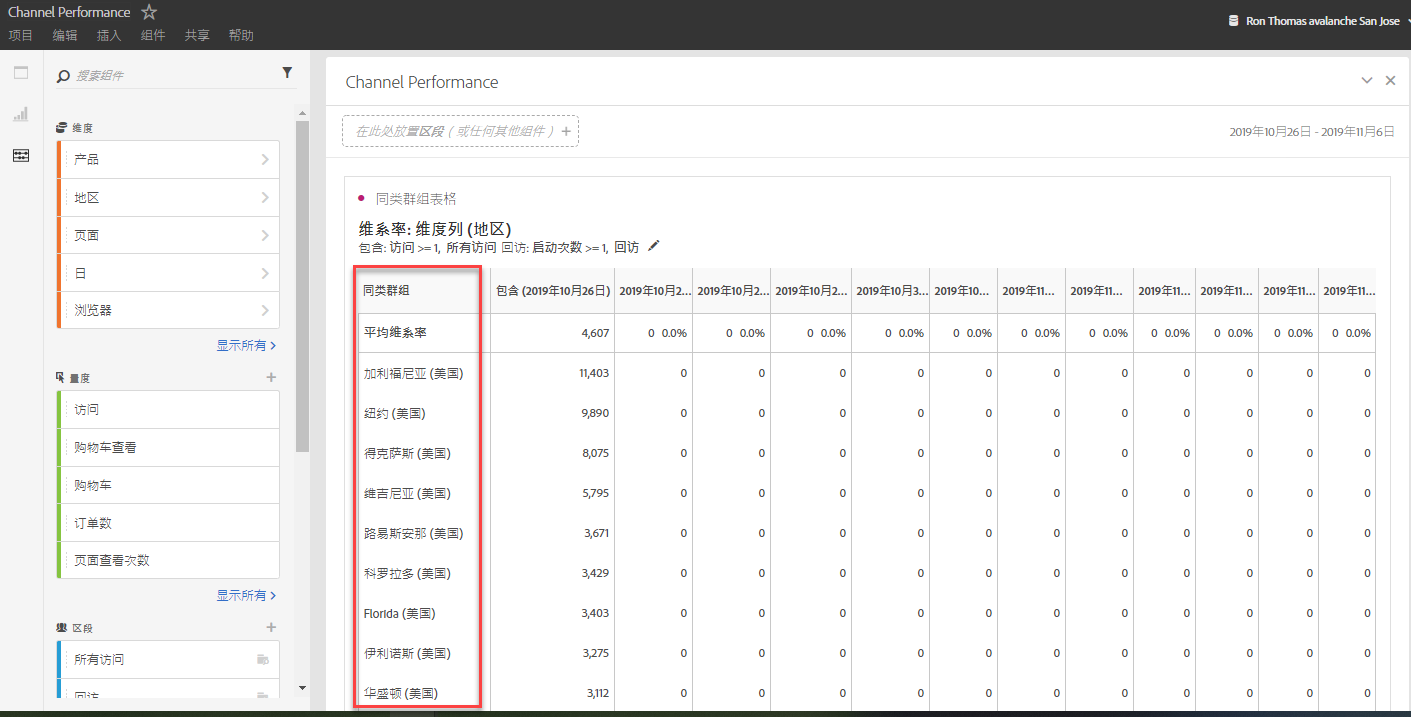 Channel Performance
项目 编辑 插入 组件 共享 帮助
Ron Thomas avalanche San Jose
搜索组件
维度
产品
地区
页面
日
浏览器
显示所有
量度
访问
购物车查看
购物车
订单数
页面查看次数
显示所有
区段
所有访问
回访
Channel Performance
在此处放置区段 ( 或任何其他组件 )
2019年10月26日 - 2019年11月6日
同类群组表格
维系率: 维度列 (地区)
包含: 访问 >= 1, 所有访问 回访: 启动次数 >= 1, 回访
同类群组 包含 (2019年10月26日) 2019年10月2... 2019年10月2... 2019年10月2... 2019年10月3... 2019年10... 2019年11... 2019年11... 2019年11... 2019年11... 2019年11... 2019年11...
平均维系率 4,607 0 0.0% 0 0.0% 0 0.0% 0 0.0% 0 0.0% 0 0.0% 0 0.0% 0 0.0% 0 0.0% 0 0.0% 0 0.0%
加利福尼亚 (美国) 11,403 0 0 0 0 0 0 0 0 0 0 0
纽约 (美国) 9,890 0 0 0 0 0 0 0 0 0 0 0
得克萨斯 (美国) 8,075 0 0 0 0 0 0 0 0 0 0 0
维吉尼亚 (美国) 5,795 0 0 0 0 0 0 0 0 0 0 0
路易斯安那 (美国) 3,671 0 0 0 0 0 0 0 0 0 0 0
科罗拉多 (美国) 3,429 0 0 0 0 0 0 0 0 0 0 0
Florida (美国) 3,403 0 0 0 0 0 0 0 0 0 0 0
伊利诺斯 (美国) 3,275 0 0 0 0 0 0 0 0 0 0 0
华盛顿 (美国) 3,112 0 0 0 0 0 0 0 0 0 0 0